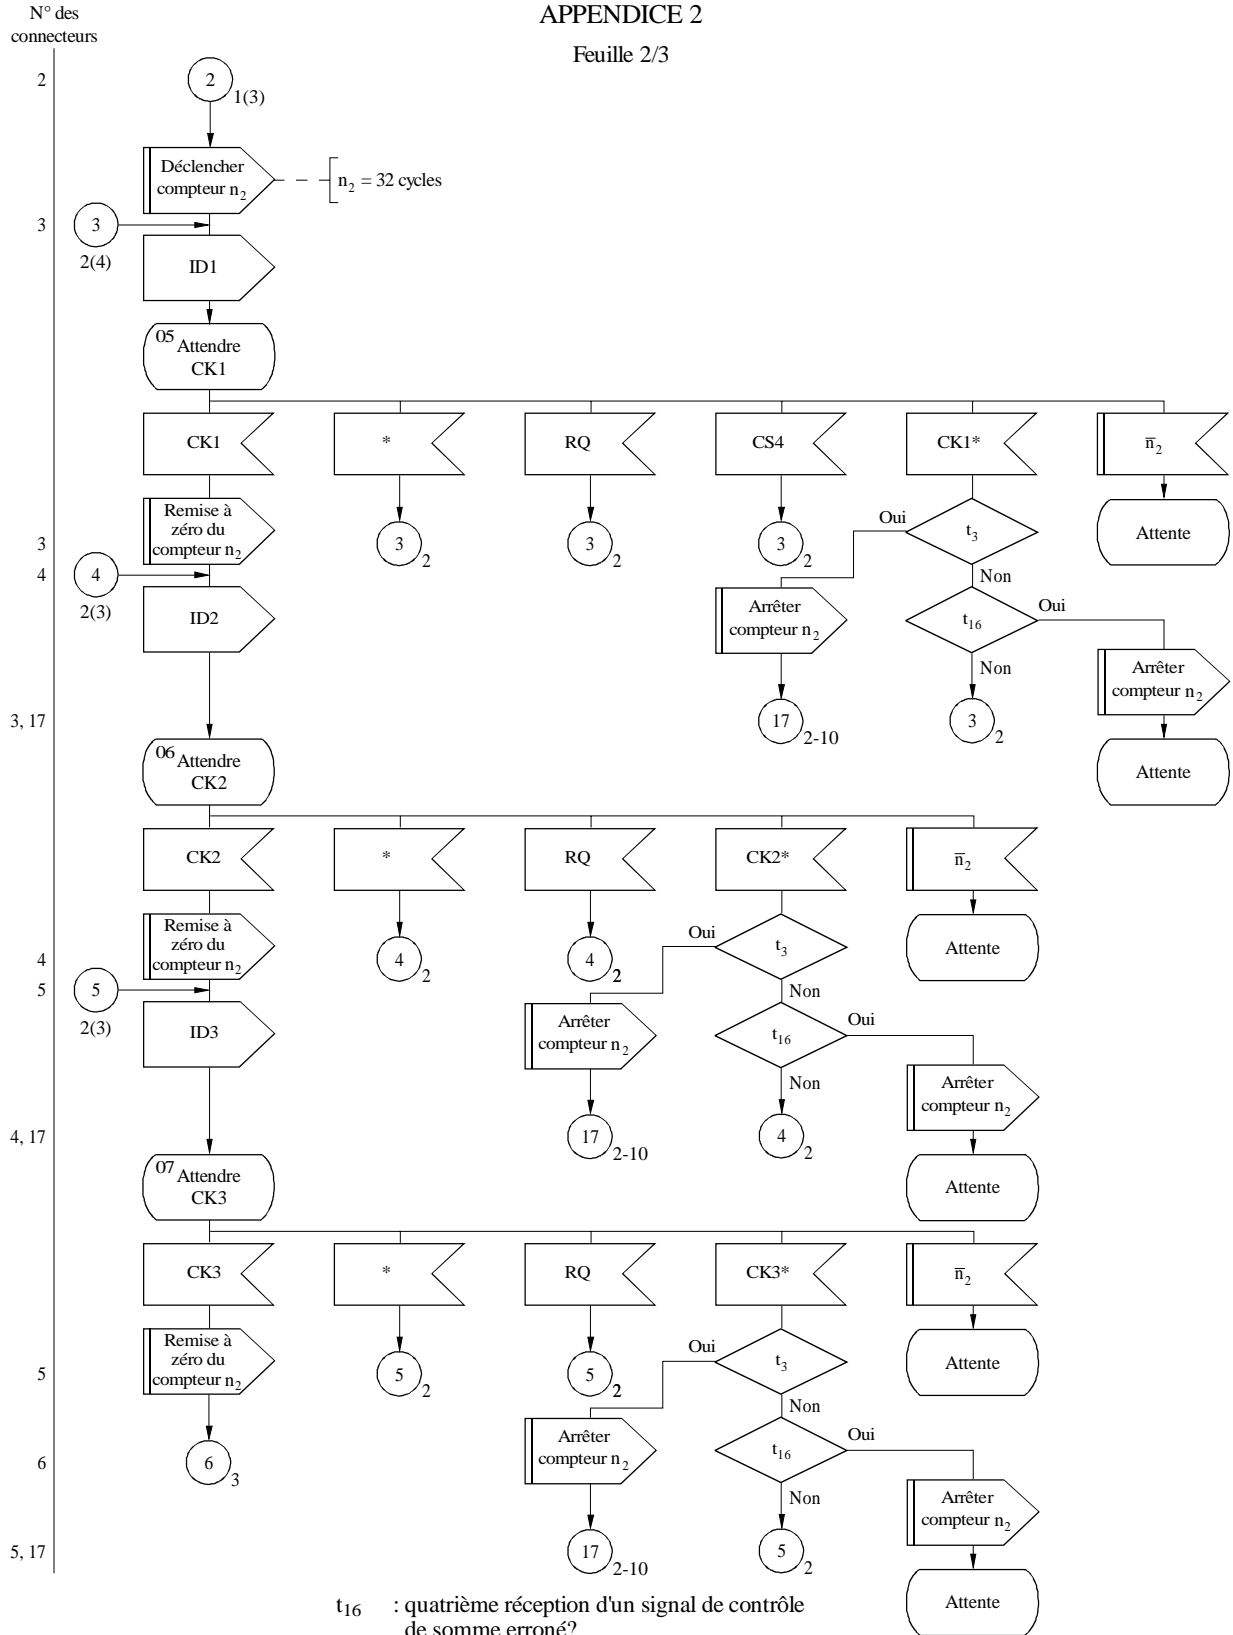 N° des
connecteurs
APPENDICE 2
Feuille 2/3
2
2
1(3)
Déclencher
compteur n2
n2 = 32 cycles
3
3
2(4)
ID1
05 Attendre
CK1
CK1
*
RQ
CS4
CK1*
n̅2
Remise à
zéro du
compteur n2
3
2
3
2
3
2
Oui
t3
Attente
3
Non
4
4
2(3)
ID2
Arrêter
compteur n2
t16
Oui
Non
Arrêter
compteur n2
3, 17
17
2-10
3
2
06 Attendre
CK2
Attente
CK2
*
RQ
CK2*
n̅2
Remise à
zéro du
compteur n2
4
2
4
2
Oui
t3
Attente
4
Non
5
5
2(3)
ID3
Arrêter
compteur n2
t16
Oui
Non
Arrêter
compteur n2
4, 17
17
2-10
4
2
07 Attendre
CK3
Attente
CK3
*
RQ
CK3*
n̅2
Remise à
zéro du
compteur n2
5
5
2
5
2
Oui
t3
Attente
Non
Arrêter
compteur n2
t16
Oui
6
6
3
Non
Arrêter
compteur n2
5, 17
17
2-10
5
2
Attente
t16 : quatrième réception d'un signal de contrôle
de somme erroné?